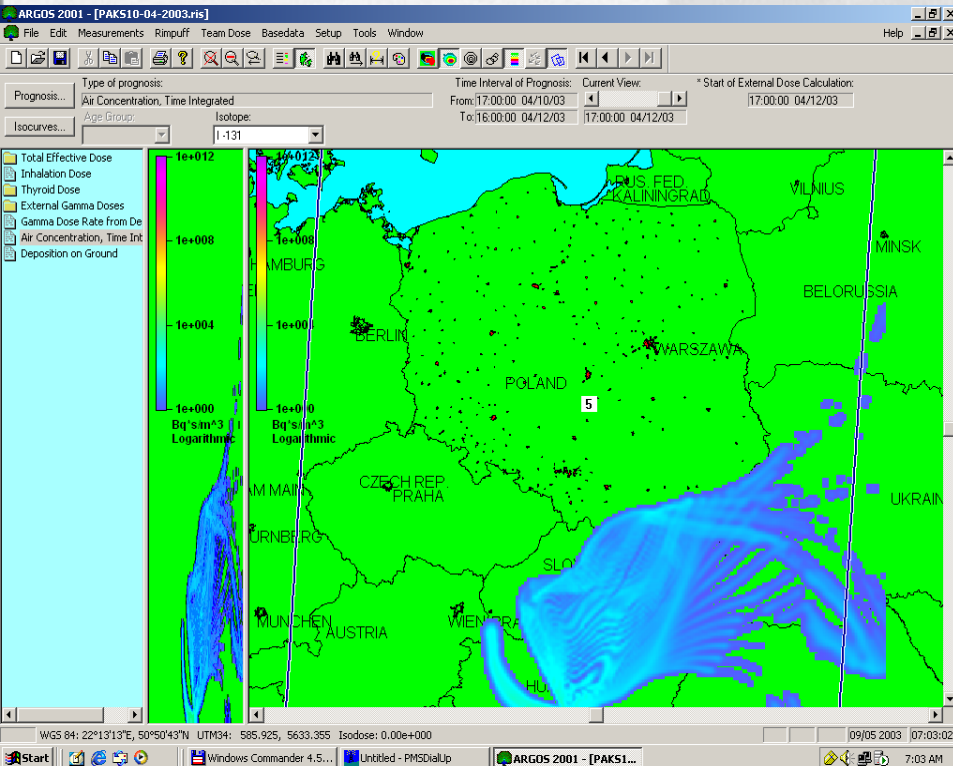 ARGOS 2001 - [PAKS10-04-2003.ris]
File Edit Measurements Rimpuff Team Dose Basedata Setup Tools Window Help
Prognosis...
Type of prognosis:
Air Concentration, Time Integrated
Time Interval of Prognosis:
From: 17:00:00 04/10/03
To: 16:00:00 04/12/03
Current View:
17:00:00 04/12/03
* Start of External Dose Calculation:
17:00:00 04/12/03
Isocurves...
Age Group:
Isotope:
I -131
Total Effective Dose
Inhalation Dose
Thyroid Dose
External Gamma Doses
Gamma Dose Rate from De
Air Concentration, Time Int
Deposition on Ground
1e+012
1e+008
1e+004
1e+000
Bq*s/m^3
Logarithmic
1e+012
1e+008
1e+00
1e+000
Bq*s/m^3
Logarithmic
RUS. FED.
KALININGRAD
VILNIUS
MINSK
HAMBURG
BELORUSSIA
BERLIN
WARSZAWA
POLAND
5
CZECH REP.
PRAHA
AM MAIN
UKRAIN
URNBERG
SLO
MUNCHEN
AUSTRIA
WIEN
BRA
HU
WGS 84: 22°13'13"E, 50°50'43"N UTM34: 585.925, 5633.355 Isodose: 0.00e+000
09/05 2003 07:03:02
Start
Windows Commander 4.5...
Untitled - PMSDialUp
ARGOS 2001 - [PAKS1...
7:03 AM